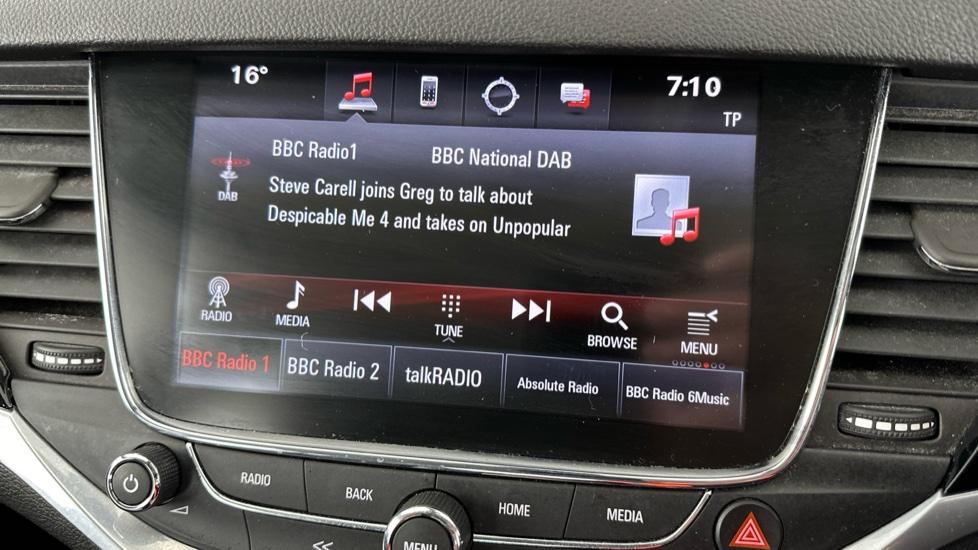 16°
7:10
TP
BBC Radio1 BBC National DAB
DAB
Steve Carell joins Greg to talk about
Despicable Me 4 and takes on Unpopular
RADIO MEDIA TUNE BROWSE MENU
BBC Radio 1 BBC Radio 2 talkRADIO Absolute Radio BBC Radio 6Music
RADIO BACK HOME MEDIA
MENU